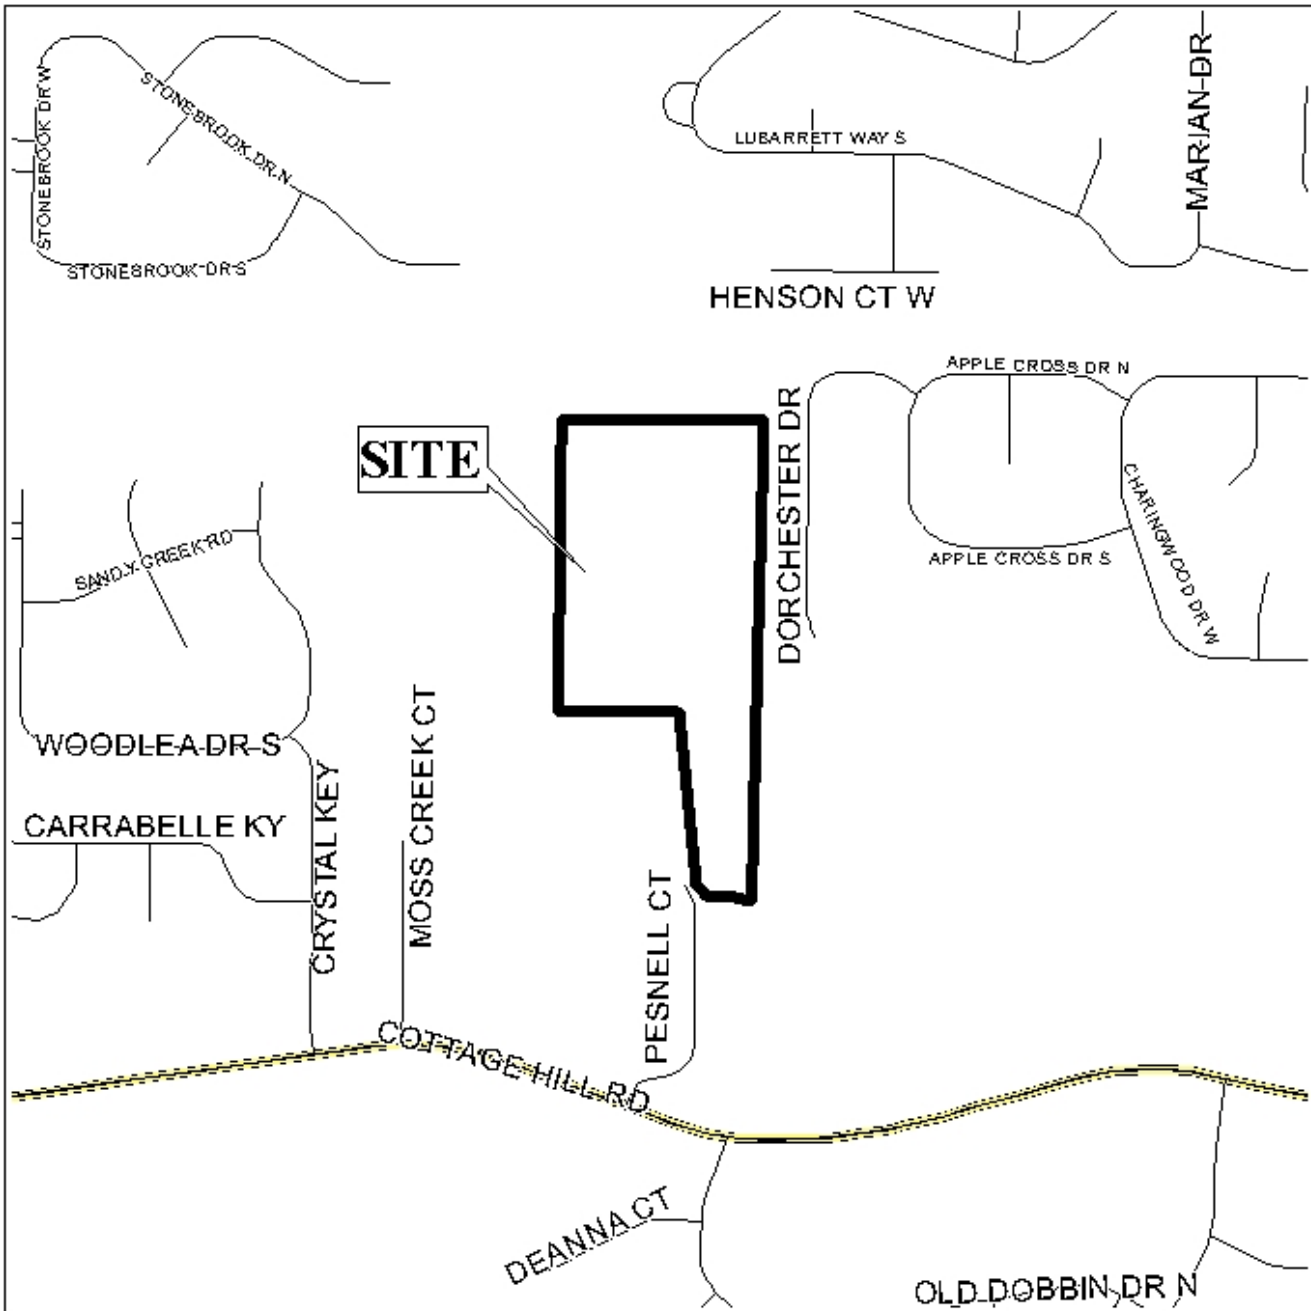 STONEBROOK DR W
STONEBROOK DR N
STONEBROOK DR S
LUBARRETT WAY S
MARIAN DR
HENSON CT W
APPLE CROSS DR N
DORCHESTER DR
SITE
CHARINGWOOD DR W
APPLE CROSS DR S
SANDY CREEK RD
WOODLEA DR S
MOSS CREEK CT
CRYSTAL KEY
CARRABELLE KY
PESNELL CT
COTTAGE HILL RD
DEANNA CT
OLD DOBBIN DR N